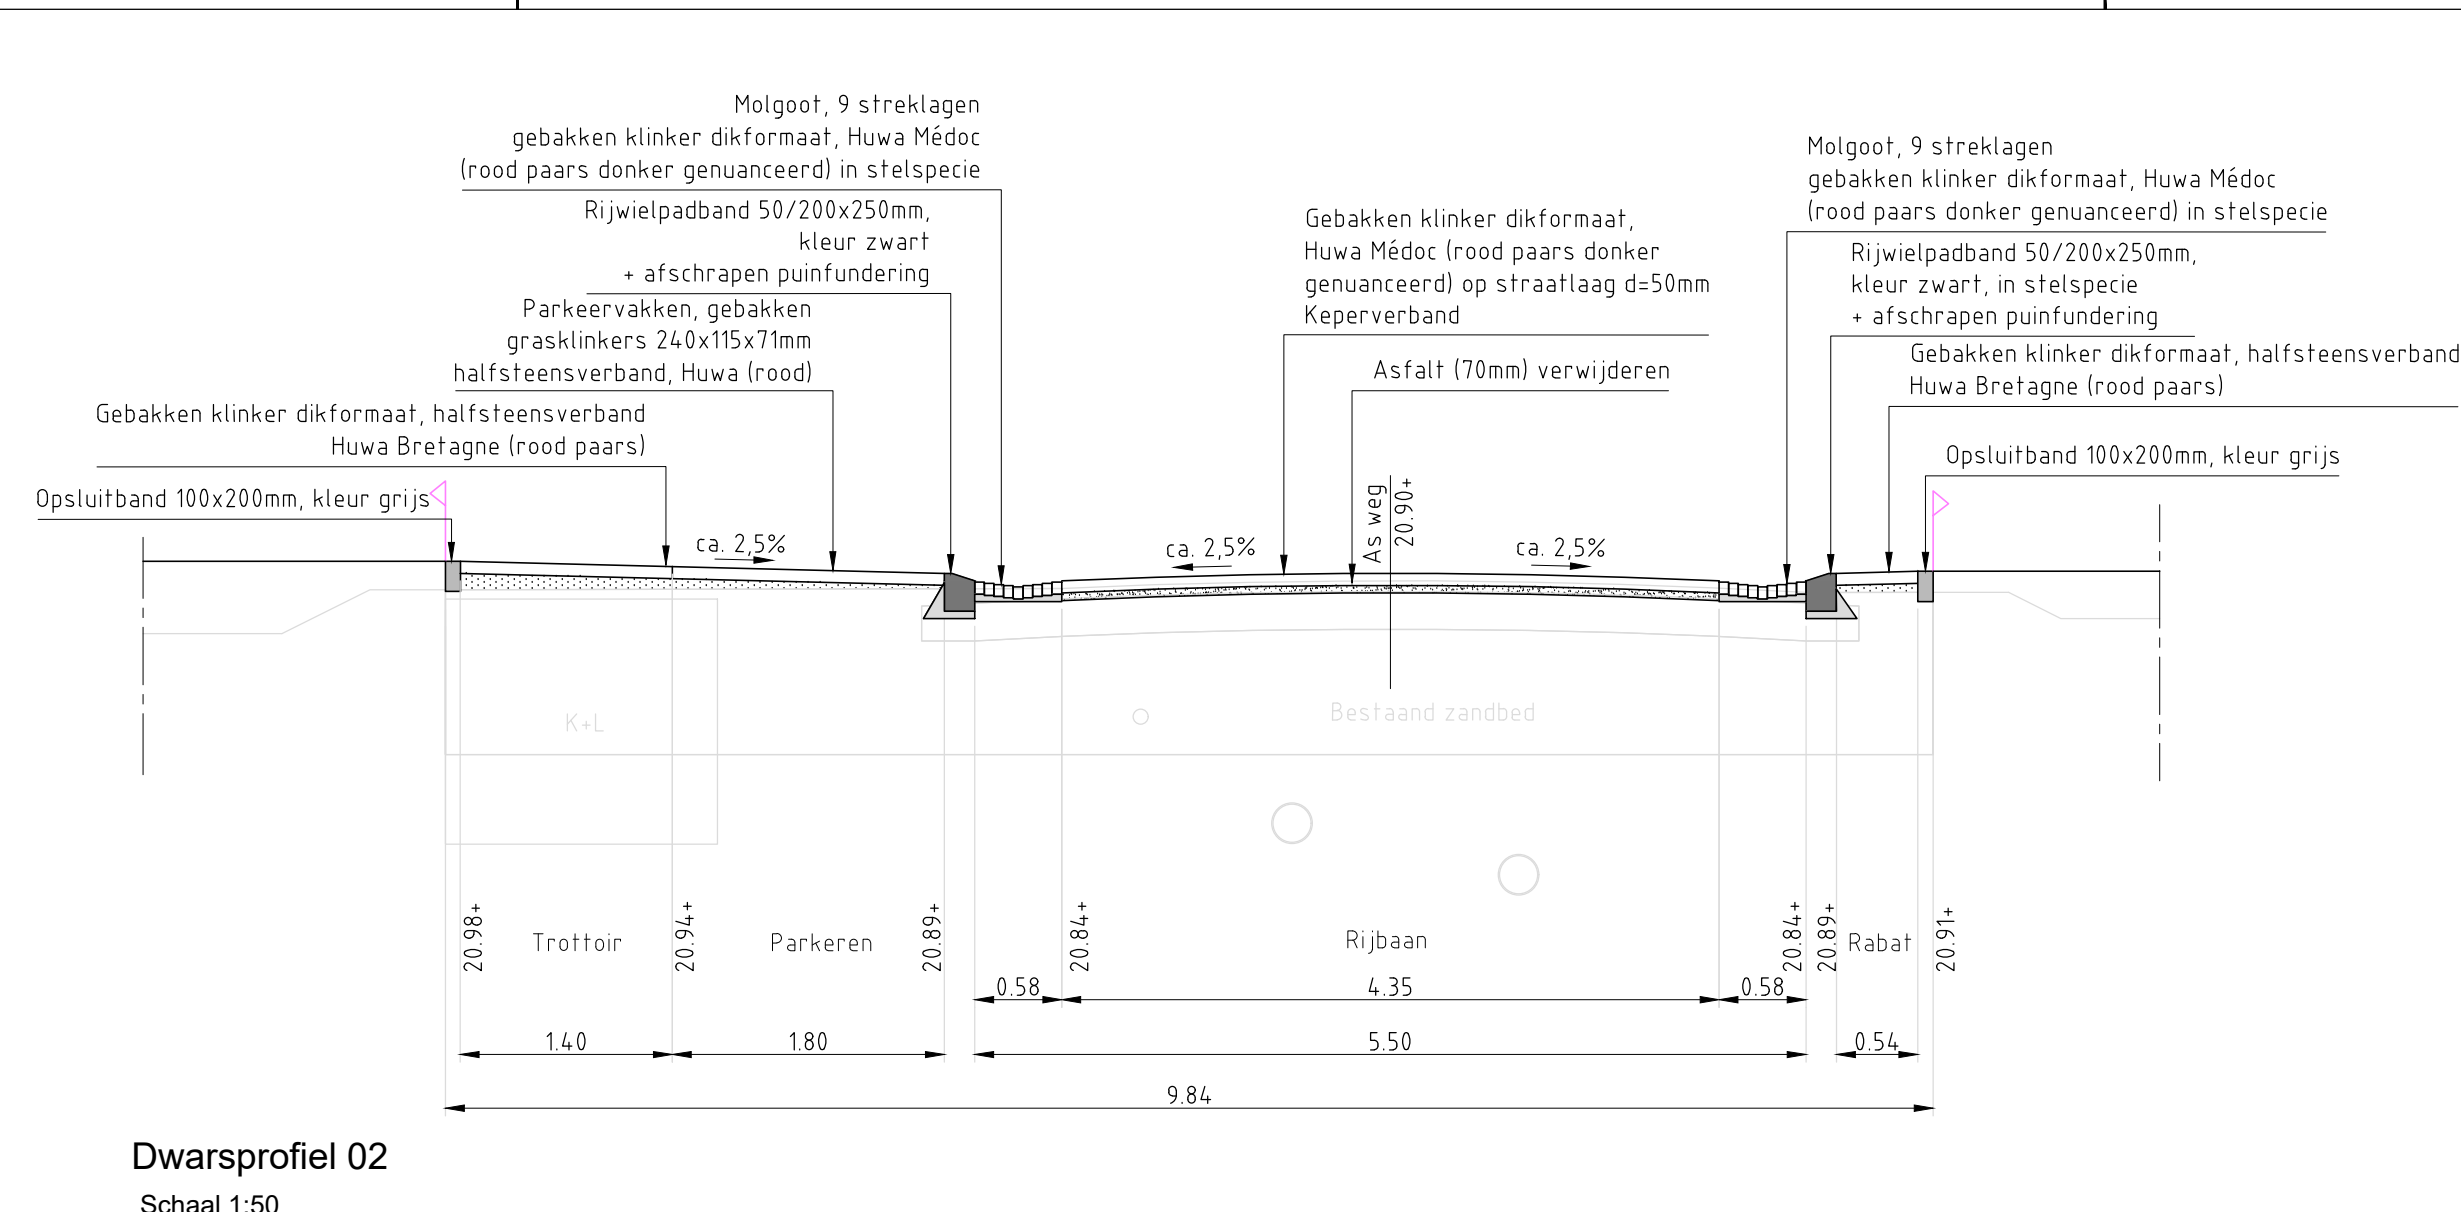 Molgoot, 9 streklagen
gebakken klinker dikformaat, Huwa Médoc
(rood paars donker genuanceerd) in stelspecie
Rijwielpadband 50/200x250mm,
kleur zwart
+ afschrapen puinfundering
Parkeervakken, gebakken
grasklinkers 240x115x71mm
halfsteensverband, Huwa (rood)
Gebakken klinker dikformaat, halfsteensverband
Huwa Bretagne (rood paars)
Opsluitband 100x200mm, kleur grijs
Gebakken klinker dikformaat,
Huwa Médoc (rood paars donker
genuanceerd) op straatlaag d=50mm
Keperverband
Asfalt (70mm) verwijderen
Molgoot, 9 streklagen
gebakken klinker dikformaat, Huwa Médoc
(rood paars donker genuanceerd) in stelspecie
Rijwielpadband 50/200x250mm,
kleur zwart, in stelspecie
+ afschrapen puinfundering
Gebakken klinker dikformaat, halfsteensverband
Huwa Bretagne (rood paars)
Opsluitband 100x200mm, kleur grijs
ca. 2,5%
ca. 2,5%
As weg
20.90+
ca. 2,5%
K+L
Bestaand zandbed
20.98+
Trottoir
20.94+
Parkeren
20.89+
20.84+
Rijbaan
20.84+
20.89+
Rabat
20.91+
0.58
4.35
0.58
1.40
1.80
5.50
0.54
9.84
Dwarsprofiel 02
Schaal 1:50